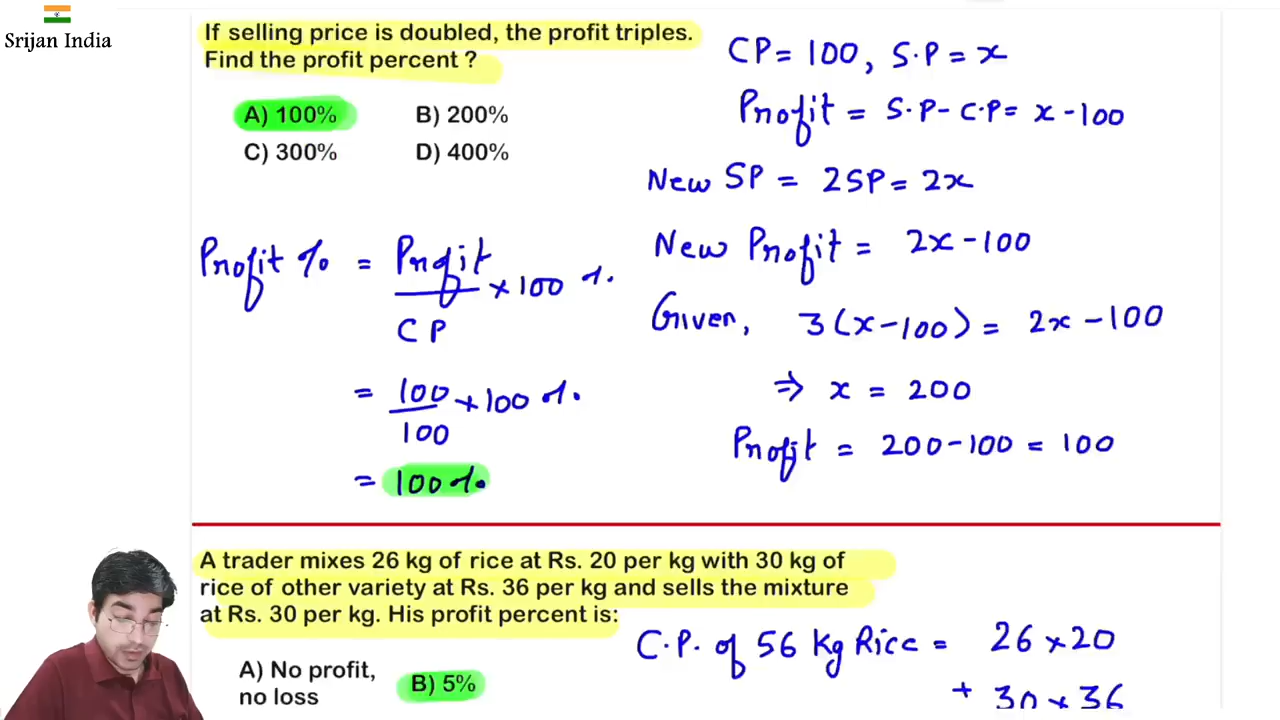 Srijan India
If selling price is doubled, the profit triples.
Find the profit percent ?
A) 100% B) 200%
C) 300% D) 400%
CP = 100, S.P = x
Profit = S.P - C.P = x - 100
New SP = 2SP = 2x
New Profit = 2x - 100
Given, 3(x - 100) = 2x - 100
⇒ x = 200
Profit = 200 - 100 = 100
Profit % = Profit
CP
× 100 %
= 100
100
× 100 %
= 100 %
A trader mixes 26 kg of rice at Rs. 20 per kg with 30 kg of
rice of other variety at Rs. 36 per kg and sells the mixture
at Rs. 30 per kg. His profit percent is:
A) No profit,
no loss
B) 5%
C.P. of 56 Kg Rice = 26 × 20
+ 30 × 36